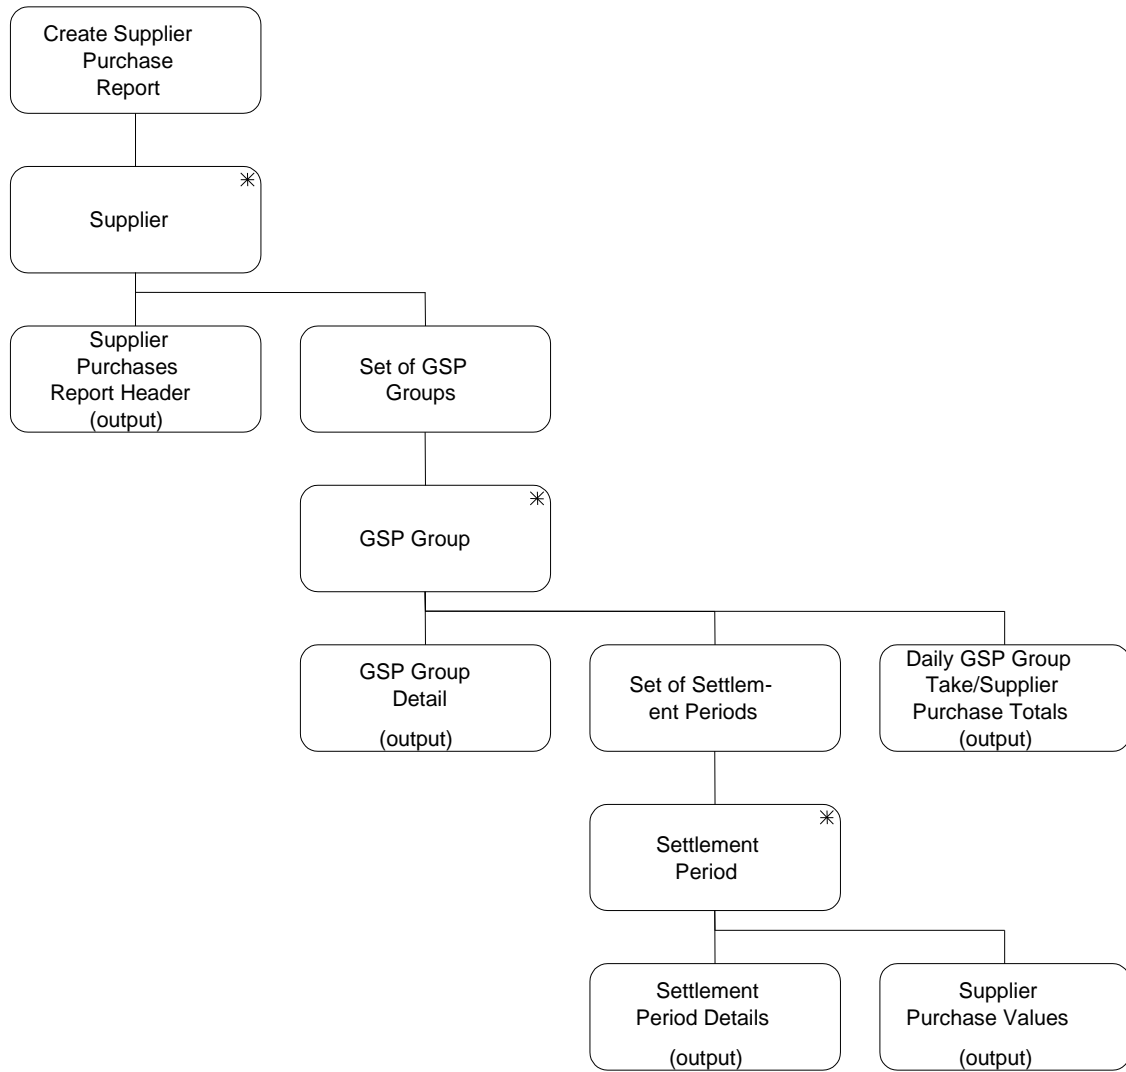 Create Supplier
Purchase
Report
Supplier
Supplier
Purchases
Report Header
(output)
Set of GSP
Groups
GSP Group
GSP Group
Detail
(output)
Set of Settlem-
ent Periods
Daily GSP Group
Take/Supplier
Purchase Totals
(output)
Settlement
Period
Settlement
Period Details
(output)
Supplier
Purchase Values
(output)